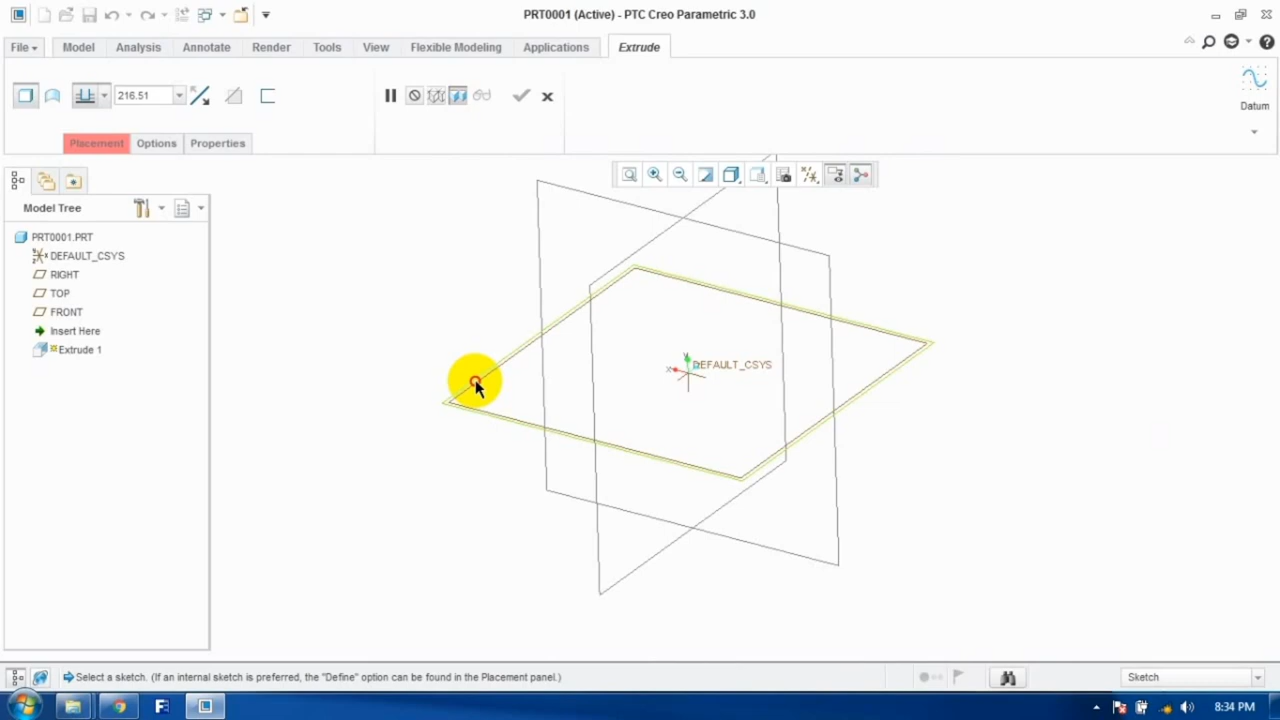 PRT0001 (Active) - PTC Creo Parametric 3.0
File Model Analysis Annotate Render Tools View Flexible Modeling Applications Extrude
216.51
Datum
Placement Options Properties
Model Tree
PRT0001.PRT
DEFAULT_CSYS
RIGHT
TOP
FRONT
Insert Here
Extrude 1
Y
X
DEFAULT_CSYS
Select a sketch. (If an internal sketch is preferred, the "Define" option can be found in the Placement panel.)
Sketch
8:34 PM